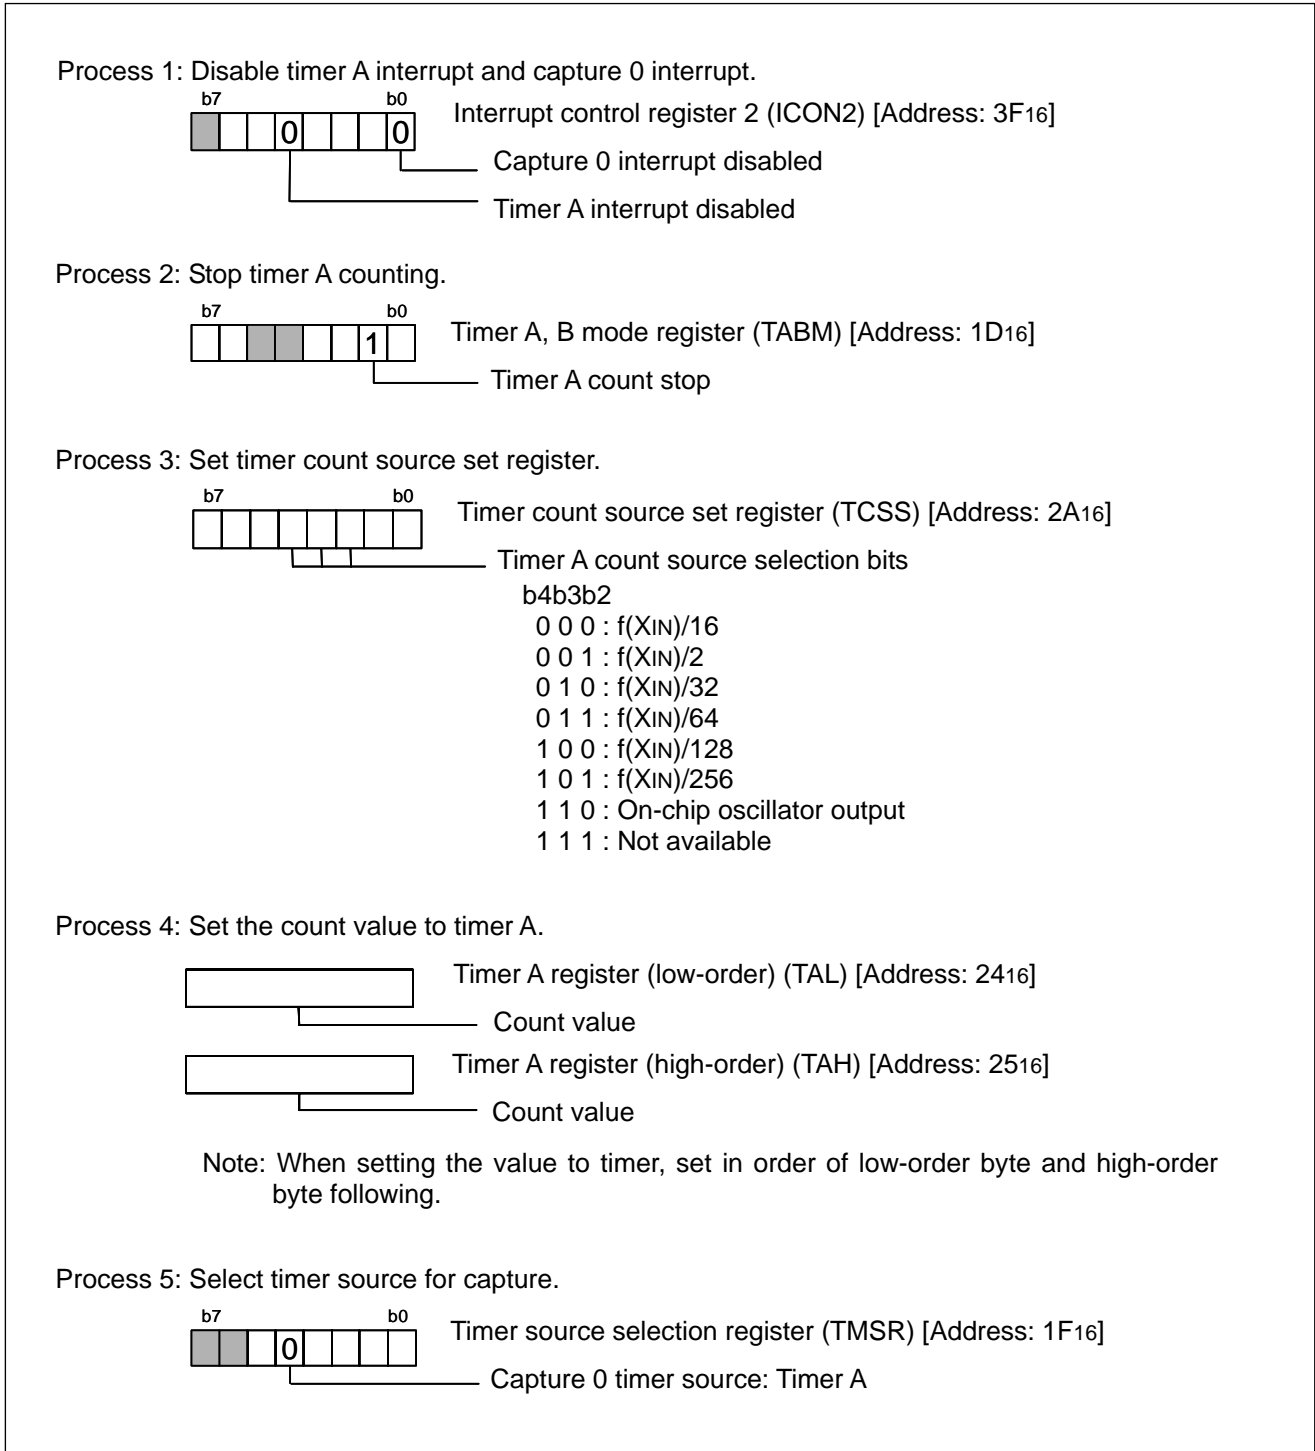 Process 1: Disable timer A interrupt and capture 0 interrupt.
b7 b0
Interrupt control register 2 (ICON2) [Address: 3F16]
0 0
Capture 0 interrupt disabled
Timer A interrupt disabled
Process 2: Stop timer A counting.
b7 b0
Timer A, B mode register (TABM) [Address: 1D16]
1
Timer A count stop
Process 3: Set timer count source set register.
b7 b0
Timer count source set register (TCSS) [Address: 2A16]
Timer A count source selection bits
b4b3b2
0 0 0 : f(XIN)/16
0 0 1 : f(XIN)/2
0 1 0 : f(XIN)/32
0 1 1 : f(XIN)/64
1 0 0 : f(XIN)/128
1 0 1 : f(XIN)/256
1 1 0 : On-chip oscillator output
1 1 1 : Not available
Process 4: Set the count value to timer A.
Timer A register (low-order) (TAL) [Address: 2416]
Count value
Timer A register (high-order) (TAH) [Address: 2516]
Count value
Note: When setting the value to timer, set in order of low-order byte and high-order
byte following.
Process 5: Select timer source for capture.
b7 b0
Timer source selection register (TMSR) [Address: 1F16]
0
Capture 0 timer source: Timer A